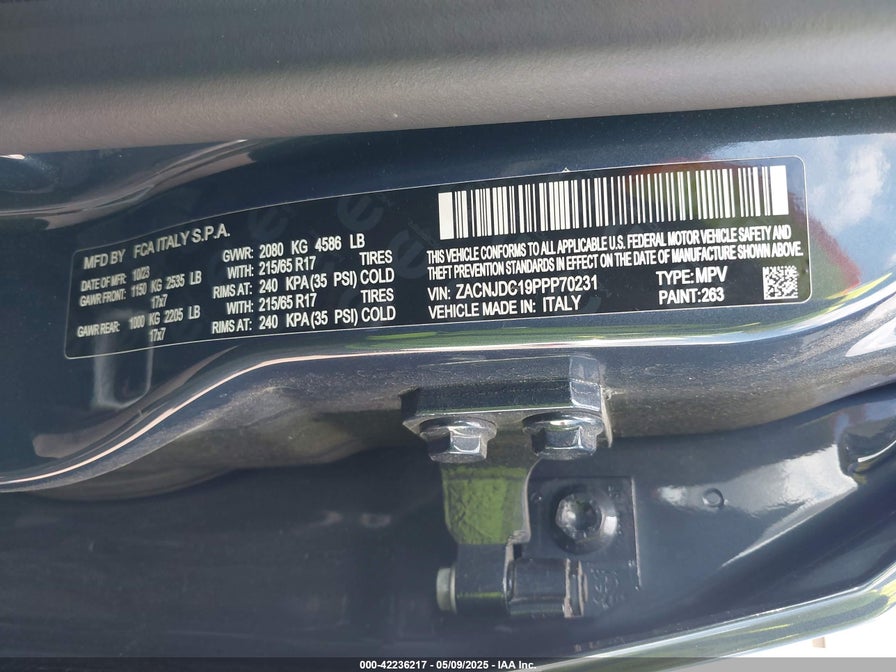 MFD BY FCA ITALY S.P.A.
DATE OF MFR: 10/23 GVWR: 2080 KG 4586 LB
GAWR FRONT: 1150 KG 2535 LB WITH: 215/65 R17 TIRES
17x7 RIMS AT: 240 KPA(35 PSI) COLD
GAWR REAR: 1000 KG 2205 LB WITH: 215/65 R17 TIRES
17x7 RIMS AT: 240 KPA(35 PSI) COLD
THIS VEHICLE CONFORMS TO ALL APPLICABLE U.S. FEDERAL MOTOR VEHICLE SAFETY AND
THEFT PREVENTION STANDARDS IN EFFECT ON THE DATE OF MANUFACTURE SHOWN ABOVE.
VIN: ZACNJDC19PPP70231 TYPE: MPV
VEHICLE MADE IN: ITALY PAINT: 263
000-42236217 - 05/09/2025 - IAA Inc.